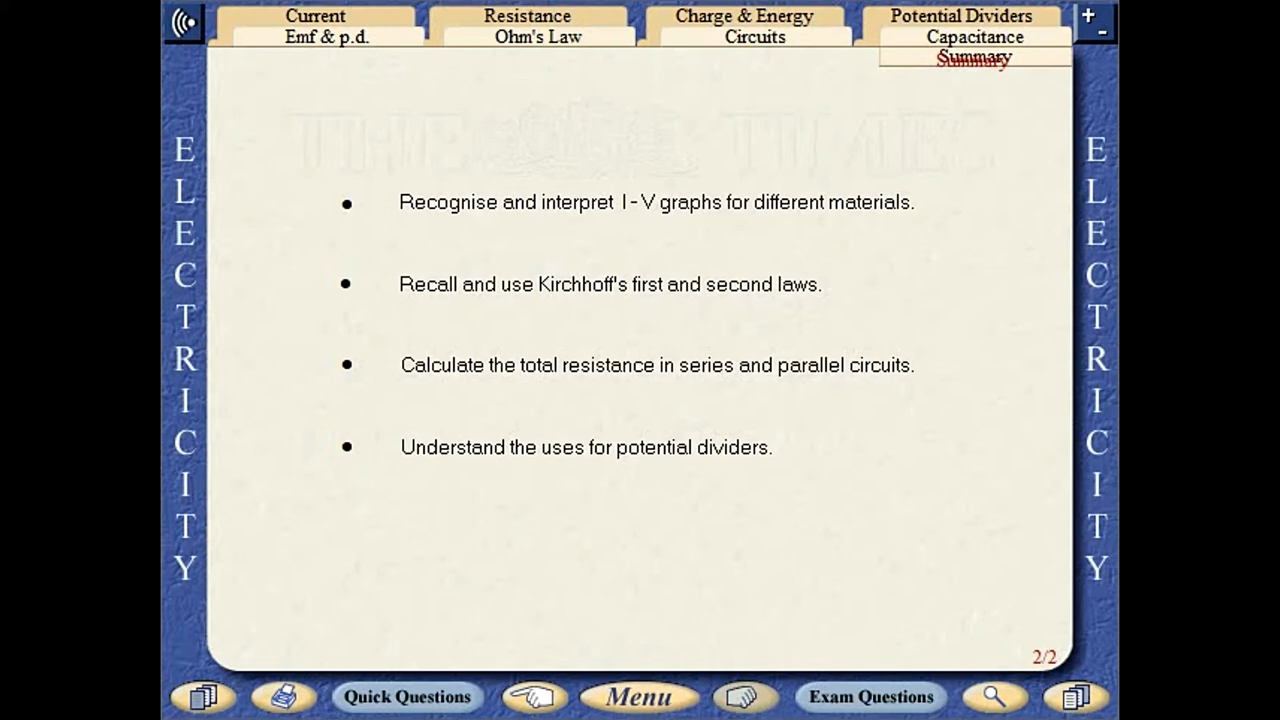 Current
Resistance
Charge & Energy
Potential Dividers
Emf & p.d.
Ohm's Law
Circuits
Capacitance
Summary
+
-
ELECTRICITY
ELECTRICITY
• Recognise and interpret I - V graphs for different materials.
• Recall and use Kirchhoff's first and second laws.
• Calculate the total resistance in series and parallel circuits.
• Understand the uses for potential dividers.
2/2
Quick Questions
Menu
Exam Questions